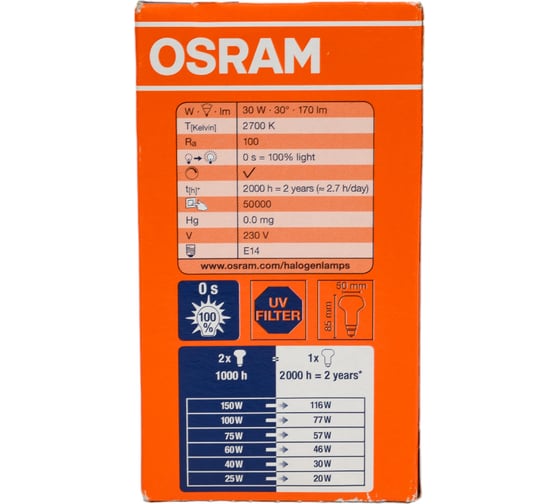 OSRAM
W · · lm 30 W · 30° · 170 lm
T[Kelvin] 2700 K
Ra 100
0 s = 100% light
t[h]* 2000 h = 2 years (≈ 2.7 h/day)
50000
Hg 0.0 mg
V 230 V
E14
www.osram.com/halogenlamps
0 s
100
%
UV
FILTER
50 mm
85 mm
2x = 1x
1000 h 2000 h = 2 years*
150W 116W
100W 77W
75W 57W
60W 46W
40W 30W
25W 20W